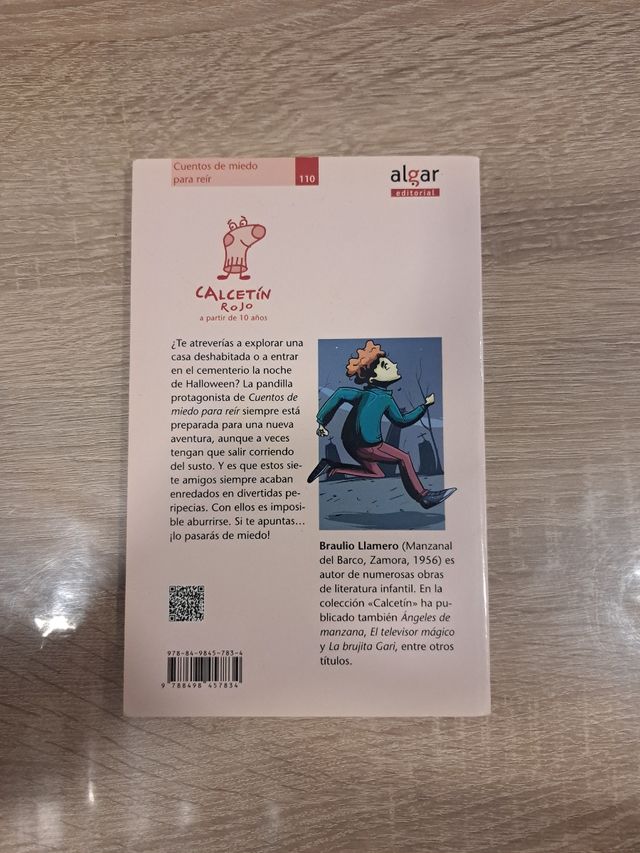 Cuentos de miedo
para reír
110
algar
editorial
CALCETÍN
ROJO
a partir de 10 años
¿Te atreverías a explorar una
casa deshabitada o a entrar
en el cementerio la noche
de Halloween? La pandilla
protagonista de Cuentos de
miedo para reír siempre está
preparada para una nueva
aventura, aunque a veces
tengan que salir corriendo
del susto. Y es que estos sie-
te amigos siempre acaban
enredados en divertidas pe-
ripecias. Con ellos es imposi-
ble aburrirse. Si te apuntas...
¡lo pasarás de miedo!
Braulio Llamero (Manzanal
del Barco, Zamora, 1956) es
autor de numerosas obras
de literatura infantil. En la
colección «Calcetín» ha pu-
blicado también Ángeles de
manzana, El televisor mágico
y La brujita Gari, entre otros
títulos.
978-84-9845-783-4
9 788498 457834